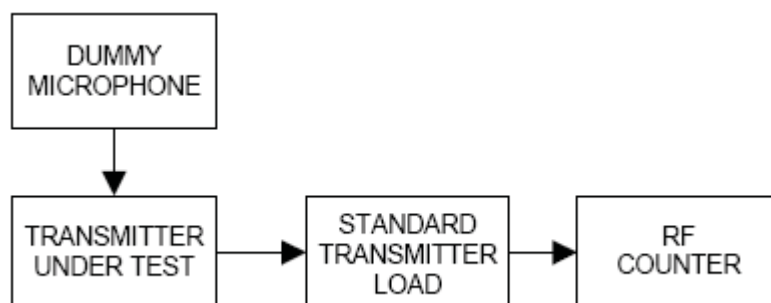 DUMMY
MICROPHONE
TRANSMITTER
UNDER TEST
STANDARD
TRANSMITTER
LOAD
RF
COUNTER